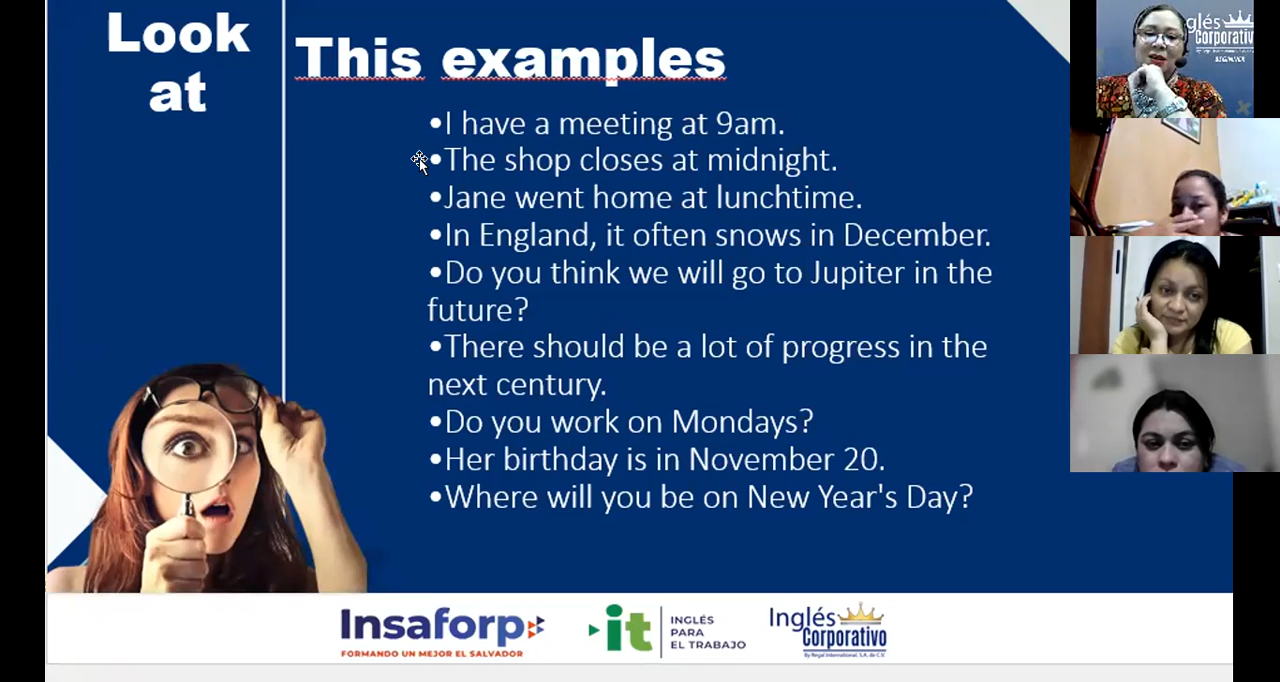 Look
at
This examples
•I have a meeting at 9am.
•The shop closes at midnight.
•Jane went home at lunchtime.
•In England, it often snows in December.
•Do you think we will go to Jupiter in the
future?
•There should be a lot of progress in the
next century.
•Do you work on Mondays?
•Her birthday is in November 20.
•Where will you be on New Year's Day?
Insaforp
FORMANDO UN MEJOR EL SALVADOR
it
INGLÉS
PARA
EL TRABAJO
Inglés
Corporativo
By Regal International, S.A. de C.V.
glés
Corporativ
BEGINNER